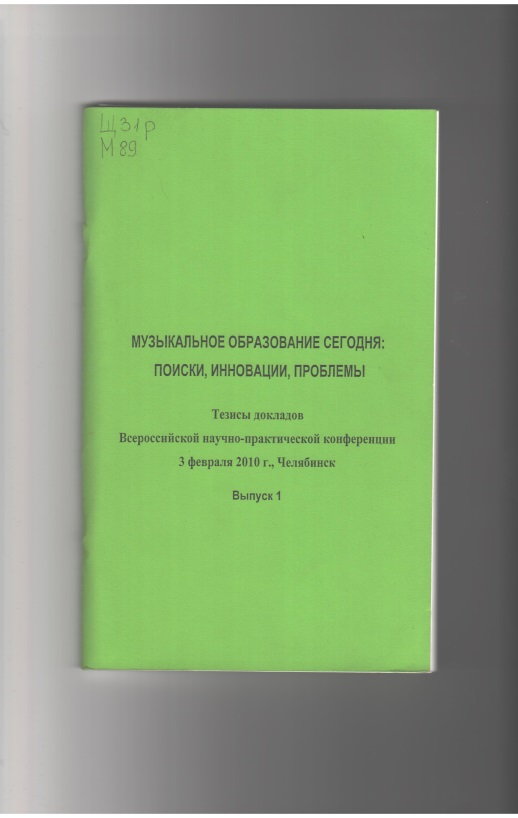 Щ31р
М89
МУЗЫКАЛЬНОЕ ОБРАЗОВАНИЕ СЕГОДНЯ:
ПОИСКИ, ИННОВАЦИИ, ПРОБЛЕМЫ
Тезисы докладов
Всероссийской научно-практической конференции
3 февраля 2010 г., Челябинск
Выпуск 1